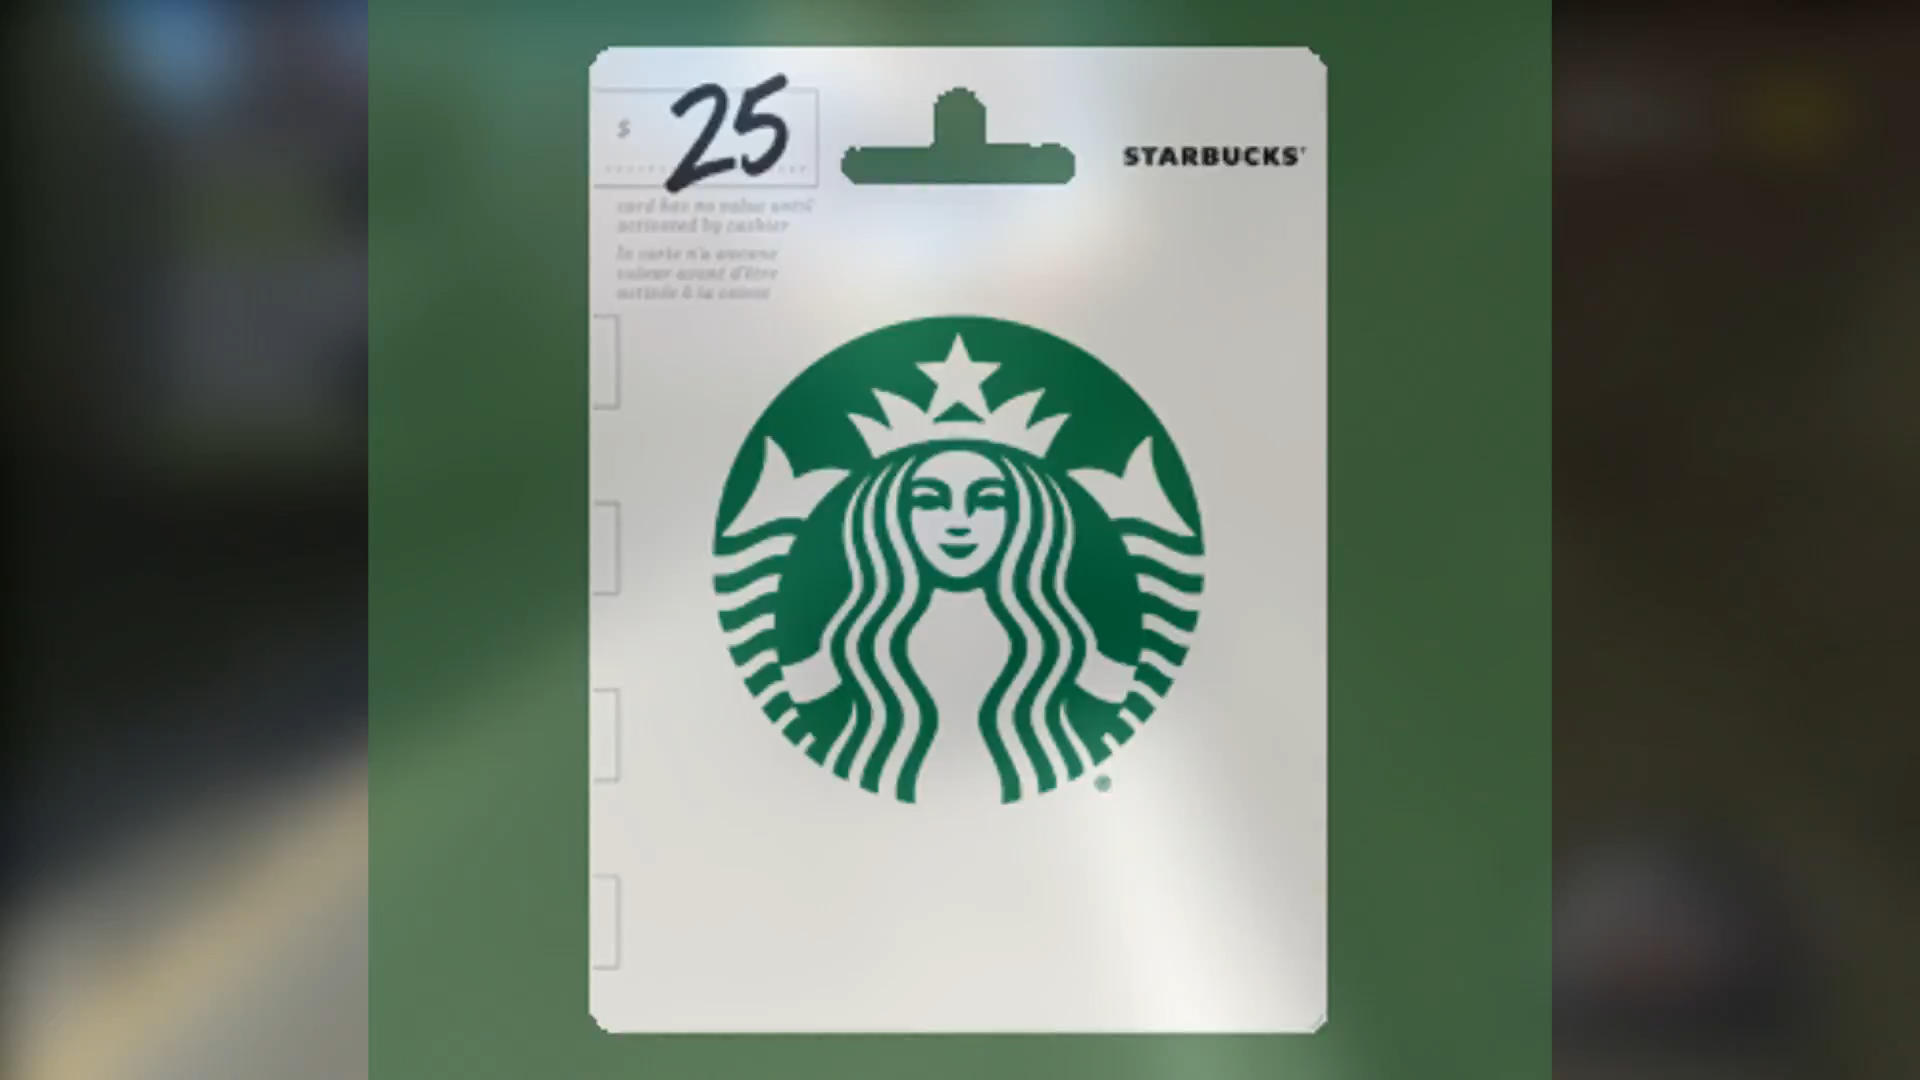 $ 25
STARBUCKS
card has no value until
activated by cashier
la carte n'a aucune
valeur avant d'être
activée à la caisse